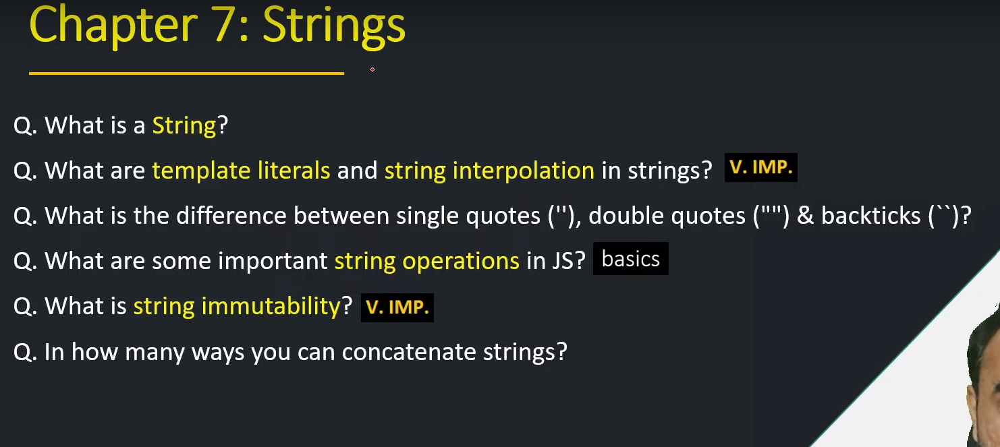 Chapter 7: Strings
Q. What is a String?
Q. What are template literals and string interpolation in strings? V. IMP.
Q. What is the difference between single quotes (''), double quotes ("") & backticks (``)?
Q. What are some important string operations in JS? basics
Q. What is string immutability? V. IMP.
Q. In how many ways you can concatenate strings?